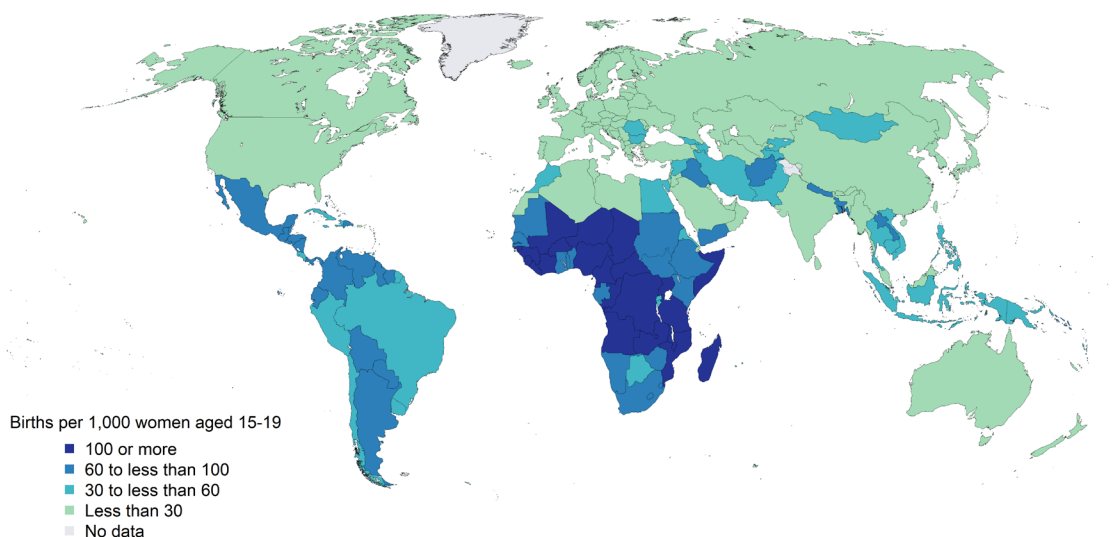 Births per 1,000 women aged 15-19
100 or more
60 to less than 100
30 to less than 60
Less than 30
No data